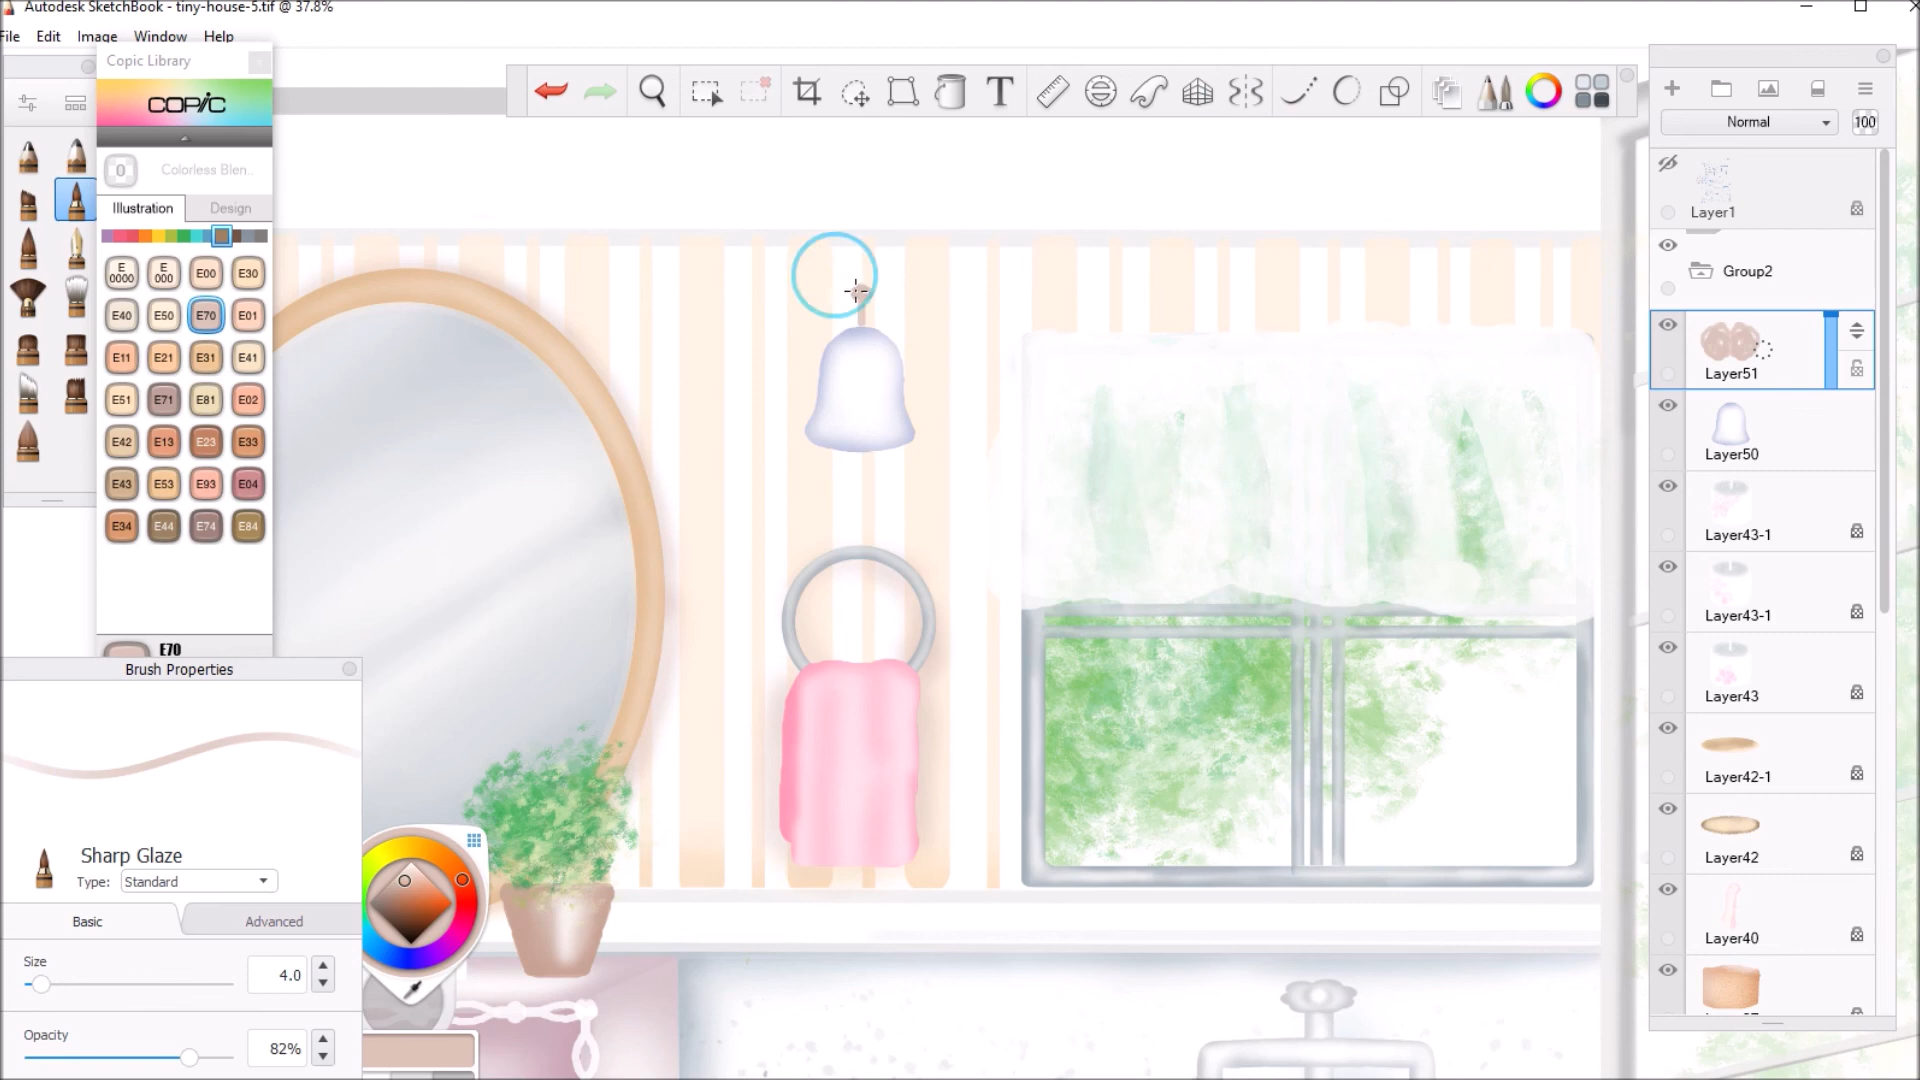 Autodesk SketchBook - tiny-house-5.tif @ 37.8%
File Edit Image Window Help
Copic Library
COPIC
0 Colorless Blen..
Illustration Design
E0000 E000 E00 E30
E40 E50 E70 E01
E11 E21 E31 E41
E51 E71 E81 E02
E42 E13 E23 E33
E43 E53 E93 E04
E34 E44 E74 E84
E70
Brush Properties
Sharp Glaze
Type: Standard
Basic Advanced
Size
4.0
Opacity
82%
T
Normal 100
Layer1
Group2
Layer51
Layer50
Layer43-1
Layer43-1
Layer43
Layer42-1
Layer42
Layer40